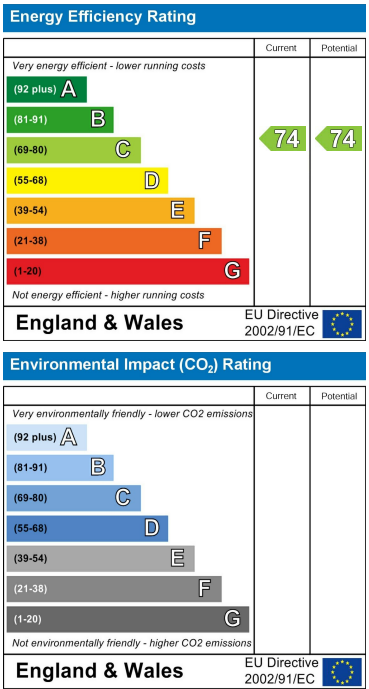 Energy Efficiency Rating
Current Potential
Very energy efficient - lower running costs
(92 plus) A
(81-91) B
(69-80) C
74 74
(55-68) D
(39-54) E
(21-38) F
(1-20) G
Not energy efficient - higher running costs
England & Wales
EU Directive
2002/91/EC
Environmental Impact (CO₂) Rating
Current Potential
Very environmentally friendly - lower CO2 emissions
(92 plus) A
(81-91) B
(69-80) C
(55-68) D
(39-54) E
(21-38) F
(1-20) G
Not environmentally friendly - higher CO2 emissions
England & Wales
EU Directive
2002/91/EC